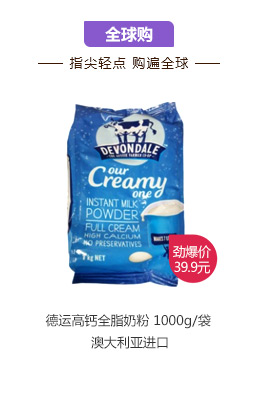 全球购
指尖轻点 购遍全球
DEVONDALE
our
Creamy
one
INSTANT MILK
POWDER
FULL CREAM
HIGH CALCIUM
NO PRESERVATIVES
劲爆价
39.9元
德运高钙全脂奶粉 1000g/袋
澳大利亚进口